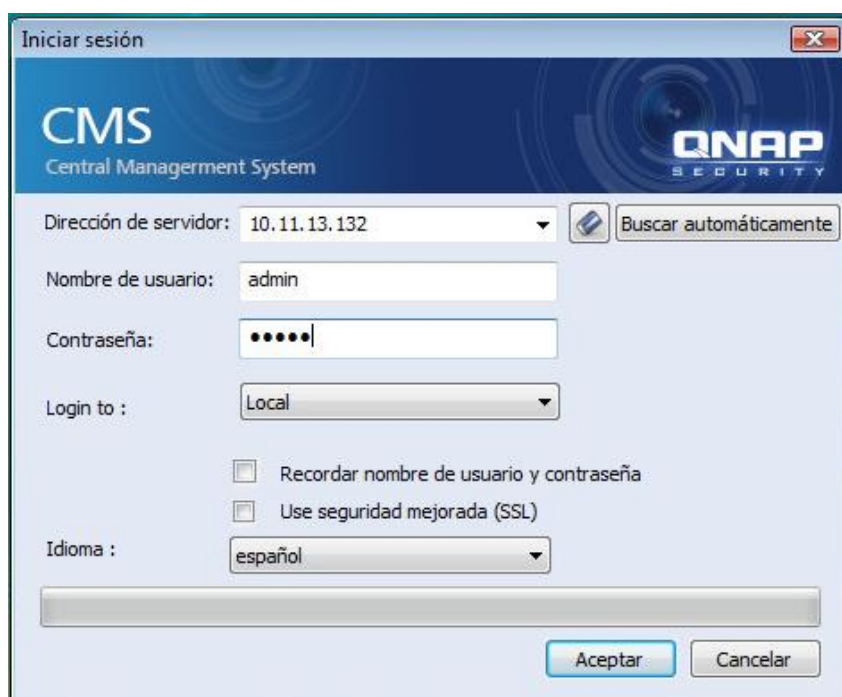 Iniciar sesión
CMS
Central Managerment System
QNAP
SECURITY
Dirección de servidor: 10.11.13.132 Buscar automáticamente
Nombre de usuario: admin
Contraseña: •••••
Login to : Local
Recordar nombre de usuario y contraseña
Use seguridad mejorada (SSL)
Idioma : español
Aceptar Cancelar